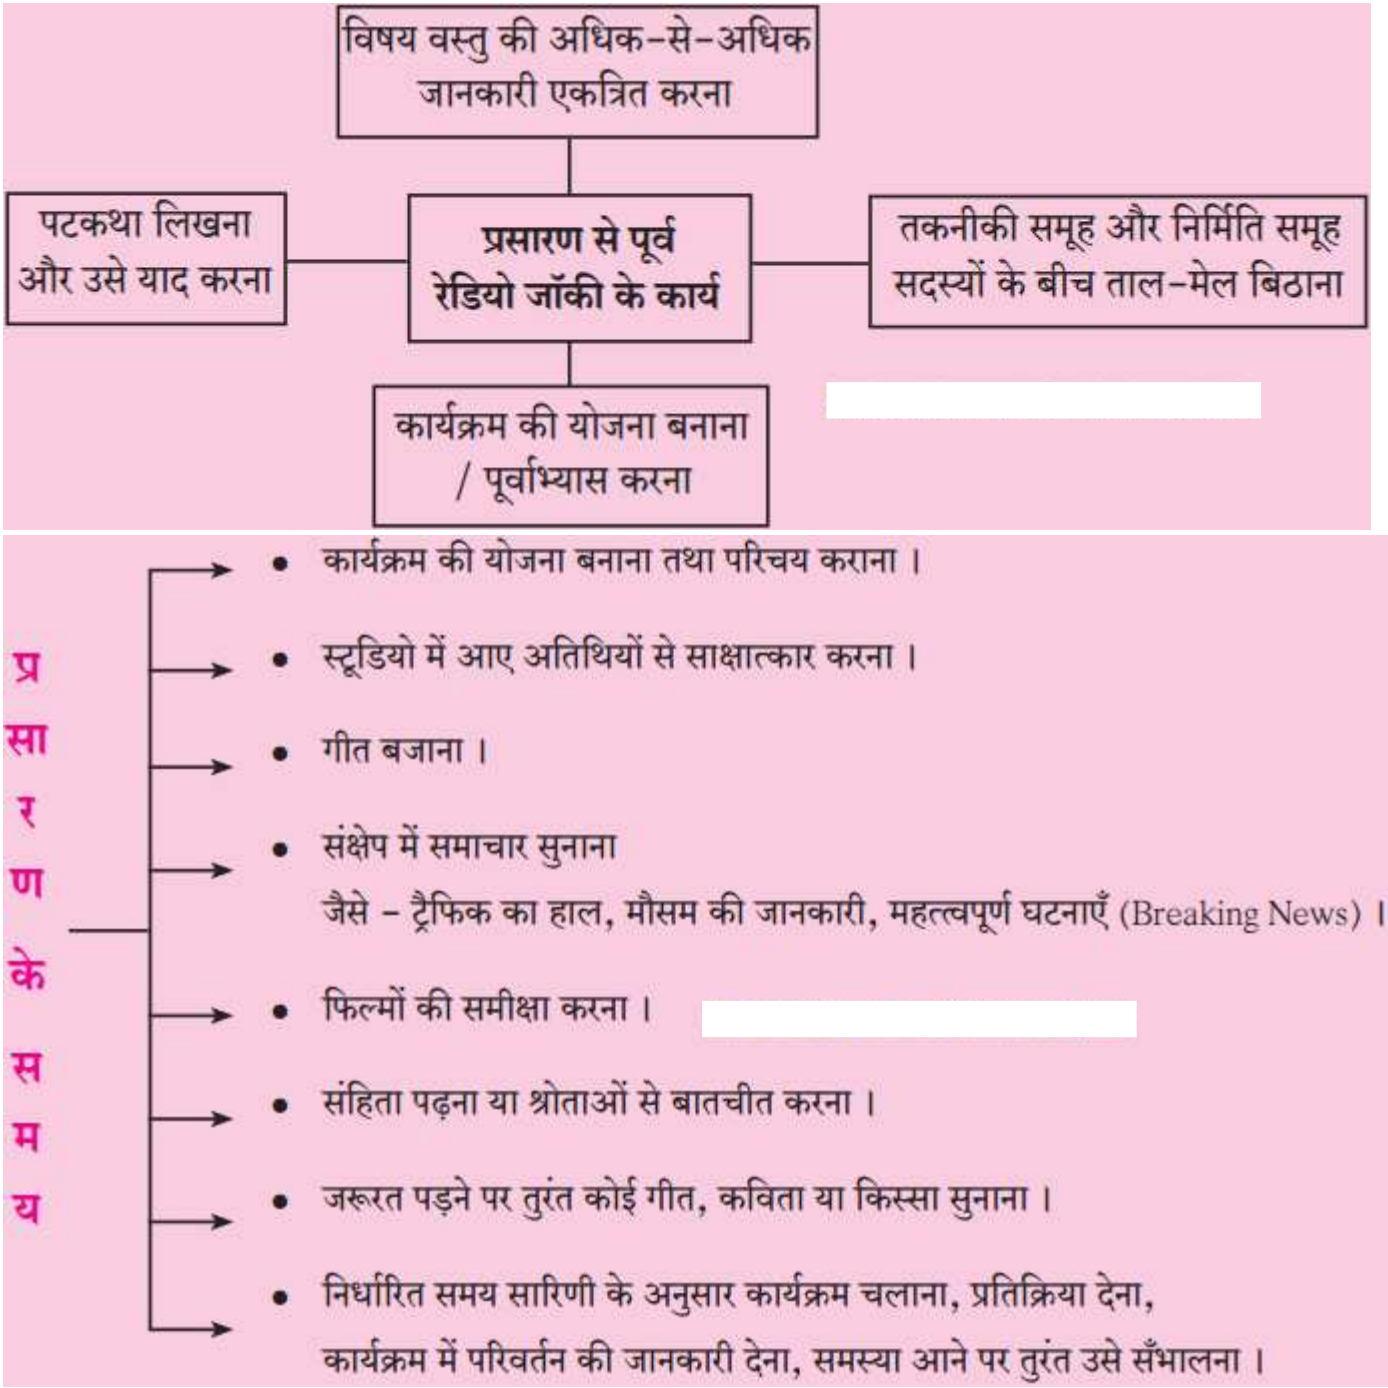 विषय वस्तु की अधिक-से-अधिक
जानकारी एकत्रित करना
पटकथा लिखना
और उसे याद करना
प्रसारण से पूर्व
रेडियो जॉकी के कार्य
तकनीकी समूह और निर्मिति समूह
सदस्यों के बीच ताल-मेल बिठाना
कार्यक्रम की योजना बनाना
/ पूर्वाभ्यास करना
प्र
सा
र
ण
के
स
म
य
• कार्यक्रम की योजना बनाना तथा परिचय कराना ।
• स्टूडियो में आए अतिथियों से साक्षात्कार करना ।
• गीत बजाना ।
• संक्षेप में समाचार सुनाना
जैसे – ट्रैफिक का हाल, मौसम की जानकारी, महत्त्वपूर्ण घटनाएँ (Breaking News) ।
• फिल्मों की समीक्षा करना ।
• संहिता पढ़ना या श्रोताओं से बातचीत करना ।
• जरूरत पड़ने पर तुरंत कोई गीत, कविता या किस्सा सुनाना ।
• निर्धारित समय सारिणी के अनुसार कार्यक्रम चलाना, प्रतिक्रिया देना,
कार्यक्रम में परिवर्तन की जानकारी देना, समस्या आने पर तुरंत उसे सँभालना ।